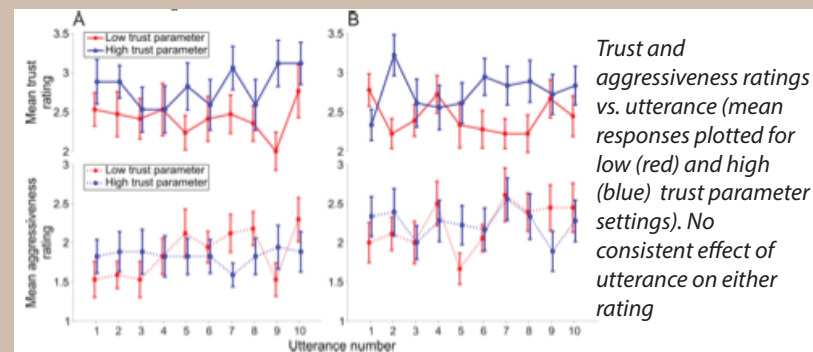 A
B
Low trust parameter
High trust parameter
Mean trust
rating
3.5
3
2.5
2
3.5
3
2.5
2
Low trust parameter
High trust parameter
Mean aggressiveness
rating
3
2.5
2
1.5
1
3
2.5
2
1.5
1
1 2 3 4 5 6 7 8 9 10
1 2 3 4 5 6 7 8 9 10
Utterance number
Trust and
aggressiveness ratings
vs. utterance (mean
responses plotted for
low (red) and high
(blue) trust parameter
settings). No
consistent effect of
utterance on either
rating